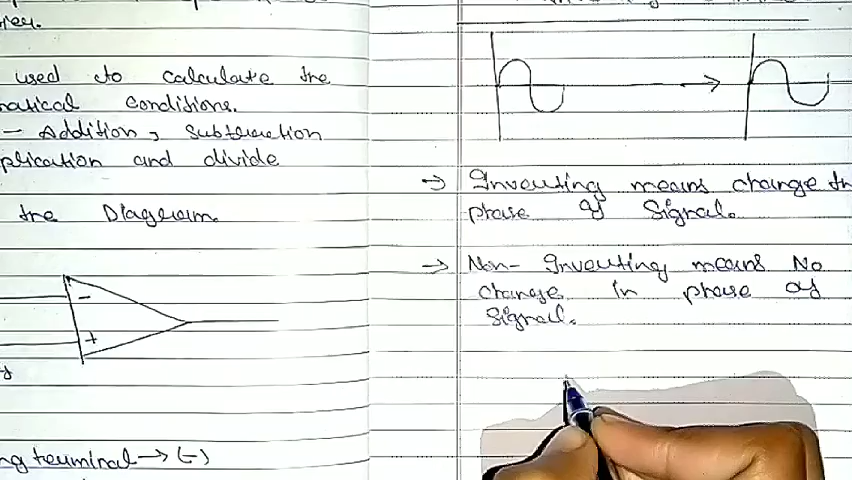 used to calculate the
conditions.
- Addition, Subtraction
and divide
the Diagram.
-
+
terminal → (-)
→ Inverting means change
phase of Signal.
→ Non- Inverting means No
change in phase of
Signal.